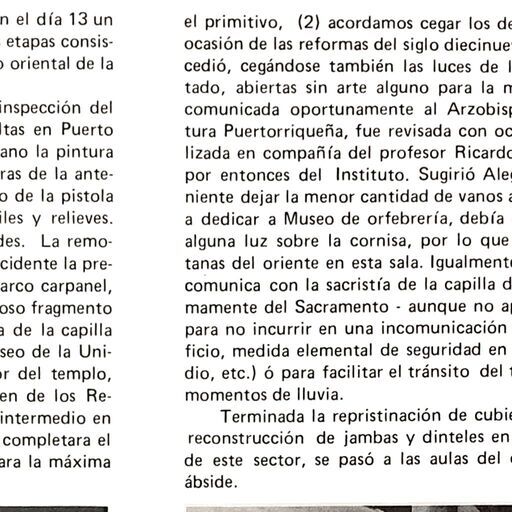 n el día 13 un
etapas consis-
o oriental de la
inspección del
ltas en Puerto
ano la pintura
ras de la ante-
o de la pistola
iles y relieves.
des. La remo-
cidente la pre-
arco carpanel,
oso fragmento
a de la capilla
seo de la Uni-
or del templo,
en de los Re-
intermedio en
completara el
ara la máxima
el primitivo, (2) acordamos cegar los de
ocasión de las reformas del siglo diecinue
cedió, cegándose también las luces de l
tado, abiertas sin arte alguno para la m
comunicada oportunamente al Arzobisp
tura Puertorriqueña, fue revisada con oc
lizada en compañía del profesor Ricardo
por entonces del Instituto. Sugirió Aleg
niente dejar la menor cantidad de vanos a
a dedicar a Museo de orfebrería, debía
alguna luz sobre la cornisa, por lo que
tanas del oriente en esta sala. Igualmente
comunica con la sacristía de la capilla d
mamente del Sacramento - aunque no ap
para no incurrir en una incomunicación
ficio, medida elemental de seguridad en
dio, etc.) ó para facilitar el tránsito del t
momentos de lluvia.
Terminada la repristinación de cubie
reconstrucción de jambas y dinteles en
de este sector, se pasó a las aulas del
ábside.